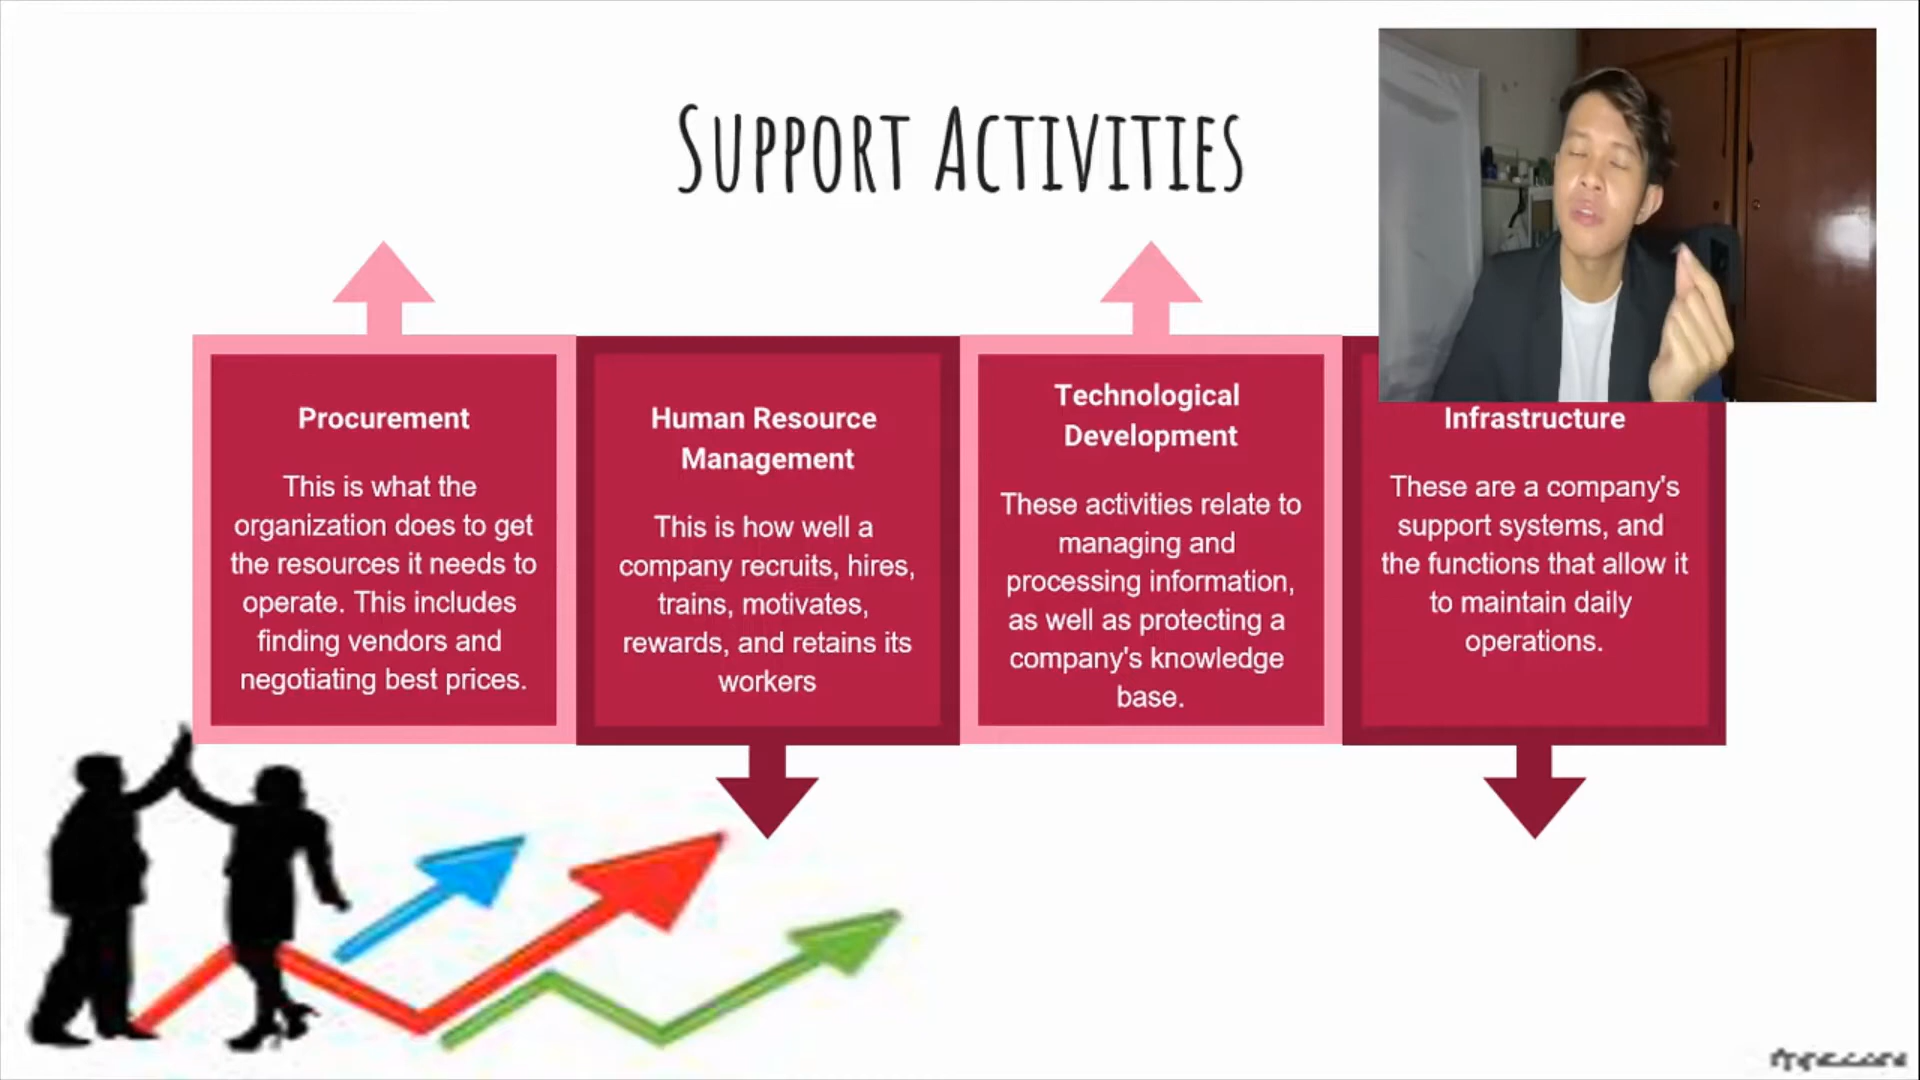 Support Activities
Procurement
This is what the
organization does to get
the resources it needs to
operate. This includes
finding vendors and
negotiating best prices.
Human Resource
Management
This is how well a
company recruits, hires,
trains, motivates,
rewards, and retains its
workers
Technological
Development
These activities relate to
managing and
processing information,
as well as protecting a
company's knowledge
base.
Infrastructure
These are a company's
support systems, and
the functions that allow it
to maintain daily
operations.